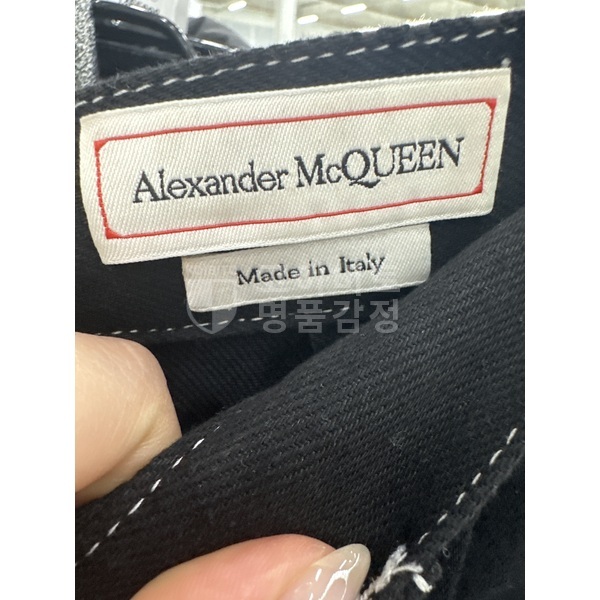 Alexander McQUEEN
Made in Italy
명품감정